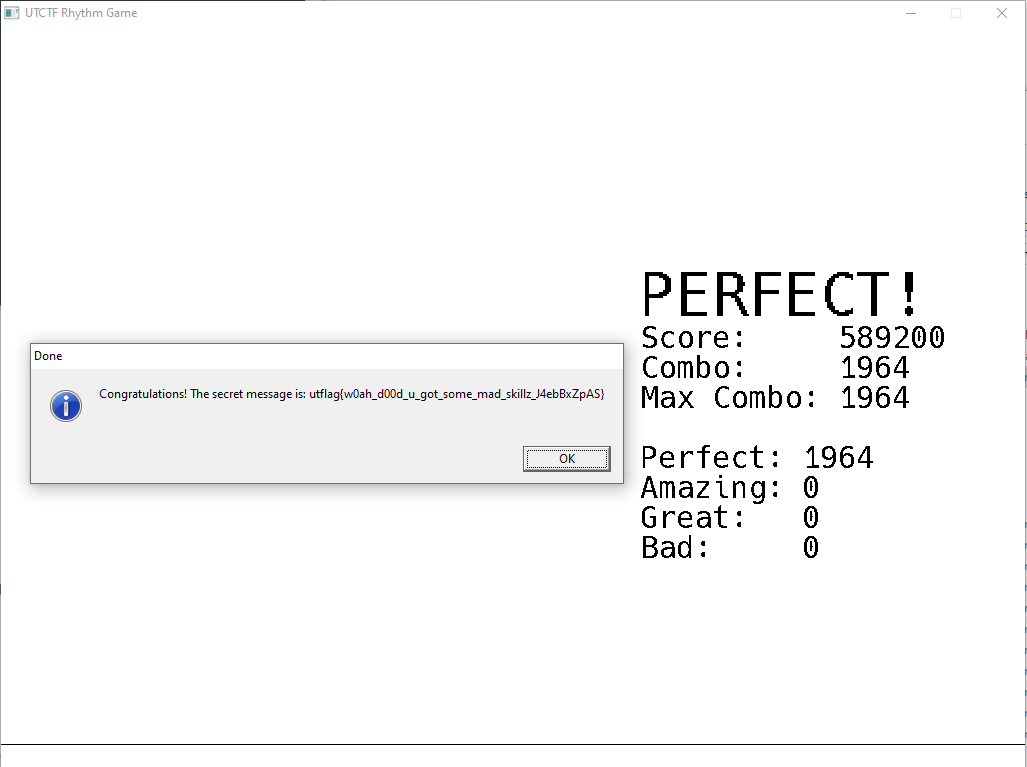 UTCTF Rhythm Game
PERFECT!
Score: 589200
Combo: 1964
Max Combo: 1964
Done
Congratulations! The secret message is: utflag{w0ah_d00d_u_got_some_mad_skillz_J4ebBxZpAS}
OK
Perfect: 1964
Amazing: 0
Great: 0
Bad: 0